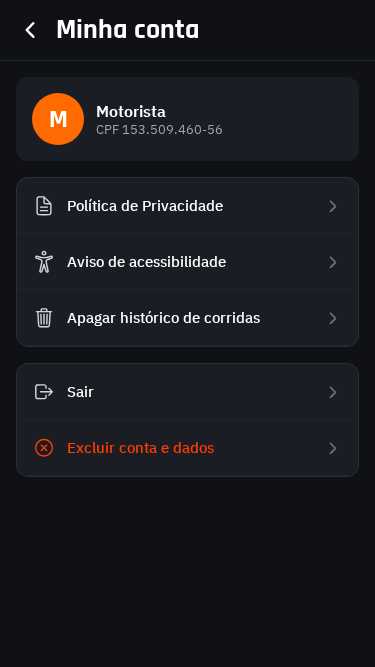 Minha conta
M
Motorista
CPF 153.509.460-56
Política de Privacidade
Aviso de acessibilidade
Apagar histórico de corridas
Sair
Excluir conta e dados